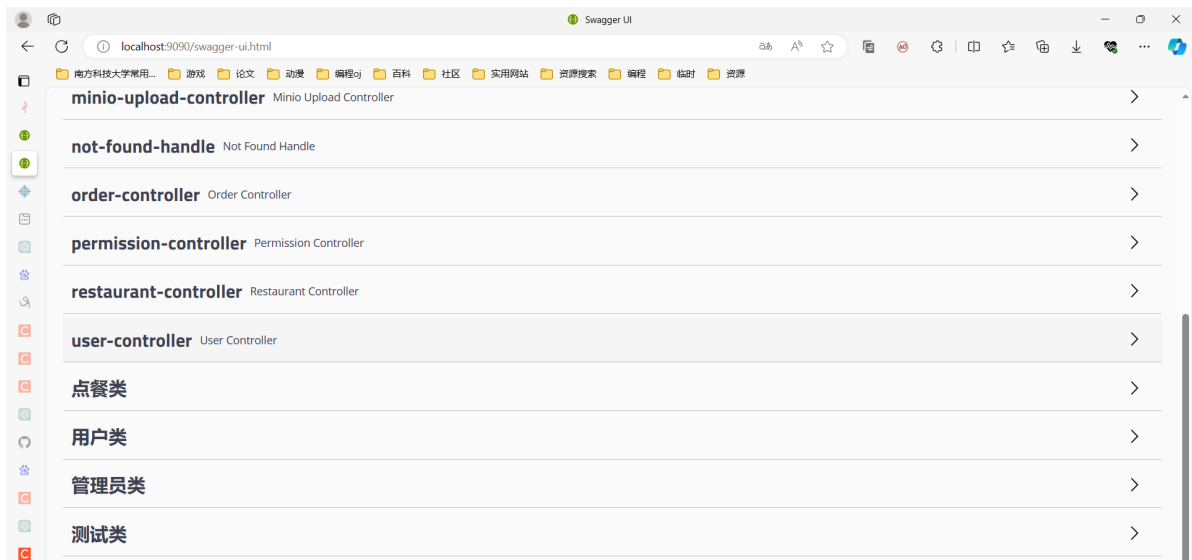 Swagger UI
localhost:9090/swagger-ui.html
南方科技大学常用... 游戏 论文 动漫 编程oj 百科 社区 实用网站 资源搜索 编程 临时 资源
minio-upload-controller Minio Upload Controller
not-found-handle Not Found Handle
order-controller Order Controller
permission-controller Permission Controller
restaurant-controller Restaurant Controller
user-controller User Controller
点餐类
用户类
管理员类
测试类